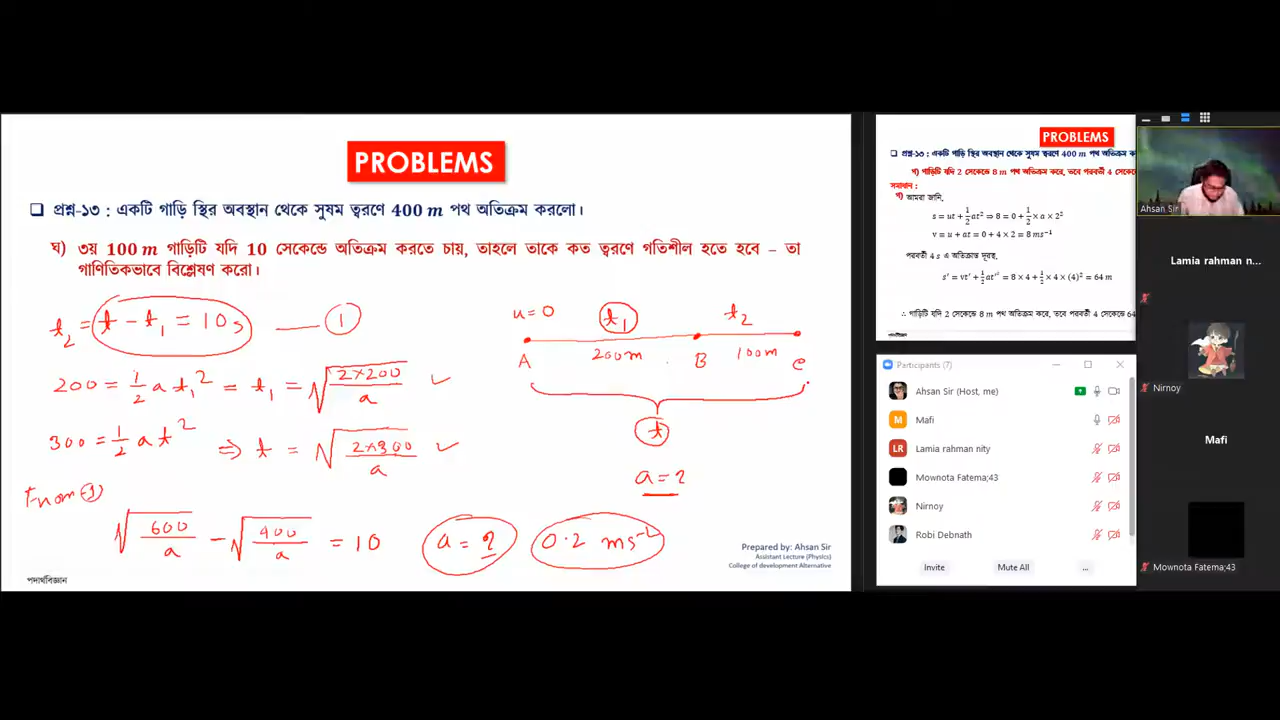 PROBLEMS
❑ প্রশ্ন-১৩ : একটি গাড়ি স্থির অবস্থান থেকে সুষম ত্বরণে 400 m পথ অতিক্রম করলো।
ঘ) ৩য় 100 m গাড়িটি যদি 10 সেকেন্ডে অতিক্রম করতে চায়, তাহলে তাকে কত ত্বরণে গতিশীল হতে হবে – তা
গাণিতিকভাবে বিশ্লেষণ করো।
t₂ = t - t₁ = 10s —— ①
200 = 1/2 a t₁² = t₁ = √(2×200/a) ✓
300 = 1/2 a t² ⇒ t = √(2×300/a) ✓
From ①
√(600/a) - √(400/a) = 10
a = ?
0.2 ms⁻²
u = 0
t₁
t₂
A 200m B 100m C
t
a = ?
Prepared by: Ahsan Sir
Assistant Lecture (Physics)
College of development Alternative
পদার্থবিজ্ঞান
PROBLEMS
❑ প্রশ্ন-১৩ : একটি গাড়ি স্থির অবস্থান থেকে সুষম ত্বরণে 400 m পথ অতিক্রম ক
গ) গাড়িটি যদি 2 সেকেন্ডে 8 m পথ অতিক্রম করে, তবে পরবর্তী 4 সেকে
সমাধান :
গ) আমরা জানি,
s = ut + 1/2 at² ⇒ 8 = 0 + 1/2 × a × 2²
v = u + at = 0 + 4 × 2 = 8 ms⁻¹
পরবর্তী 4 s এ অতিক্রান্ত দূরত্ব,
s′ = vt′ + 1/2 at′² = 8 × 4 + 1/2 × 4 × (4)² = 64 m
∴ গাড়িটি যদি 2 সেকেন্ডে 8 m পথ অতিক্রম করে, তবে পরবর্তী 4 সেকেন্ডে 64
পদার্থবিজ্ঞান
Participants (7)
Ahsan Sir (Host, me)
M Mafi
LR Lamia rahman nity
Mownota Fatema;43
Nirnoy
Robi Debnath
Invite Mute All ...
Ahsan Sir
Lamia rahman n...
Nirnoy
Mafi
Mownota Fatema;43